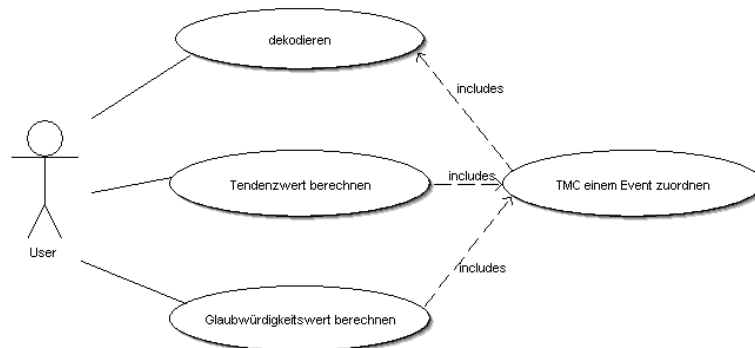 dekodieren
includes
Tendenzwert berechnen
includes
TMC einem Event zuordnen
User
includes
Glaubwürdigkeitswert berechnen